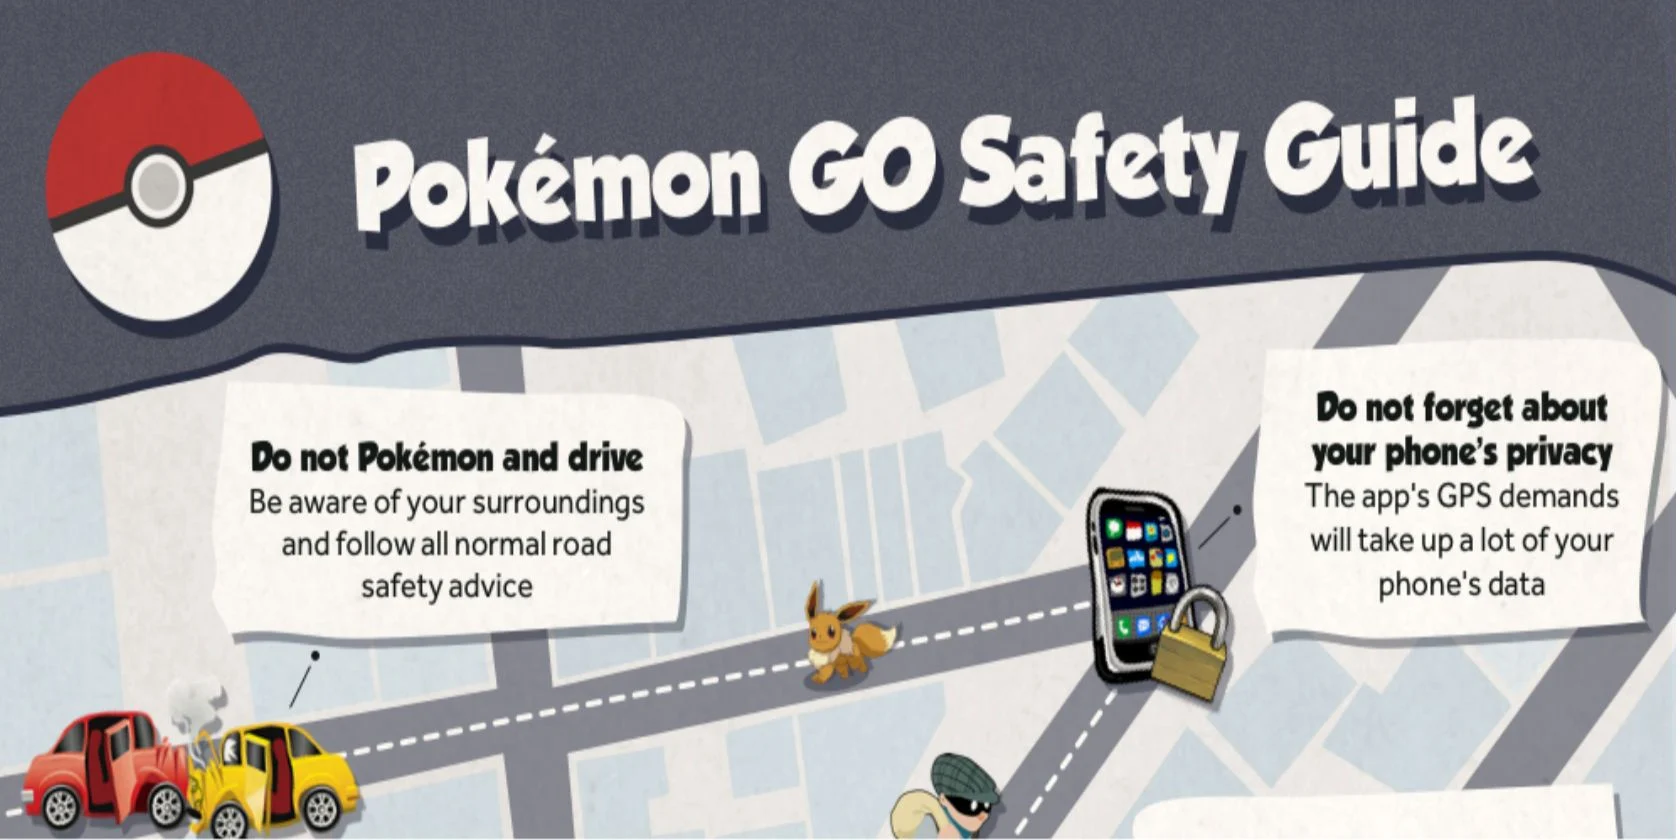 Pokémon GO Safety Guide
Do not Pokémon and drive
Be aware of your surroundings
and follow all normal road
safety advice
Do not forget about
your phone's privacy
The app's GPS demands
will take up a lot of your
phone's data